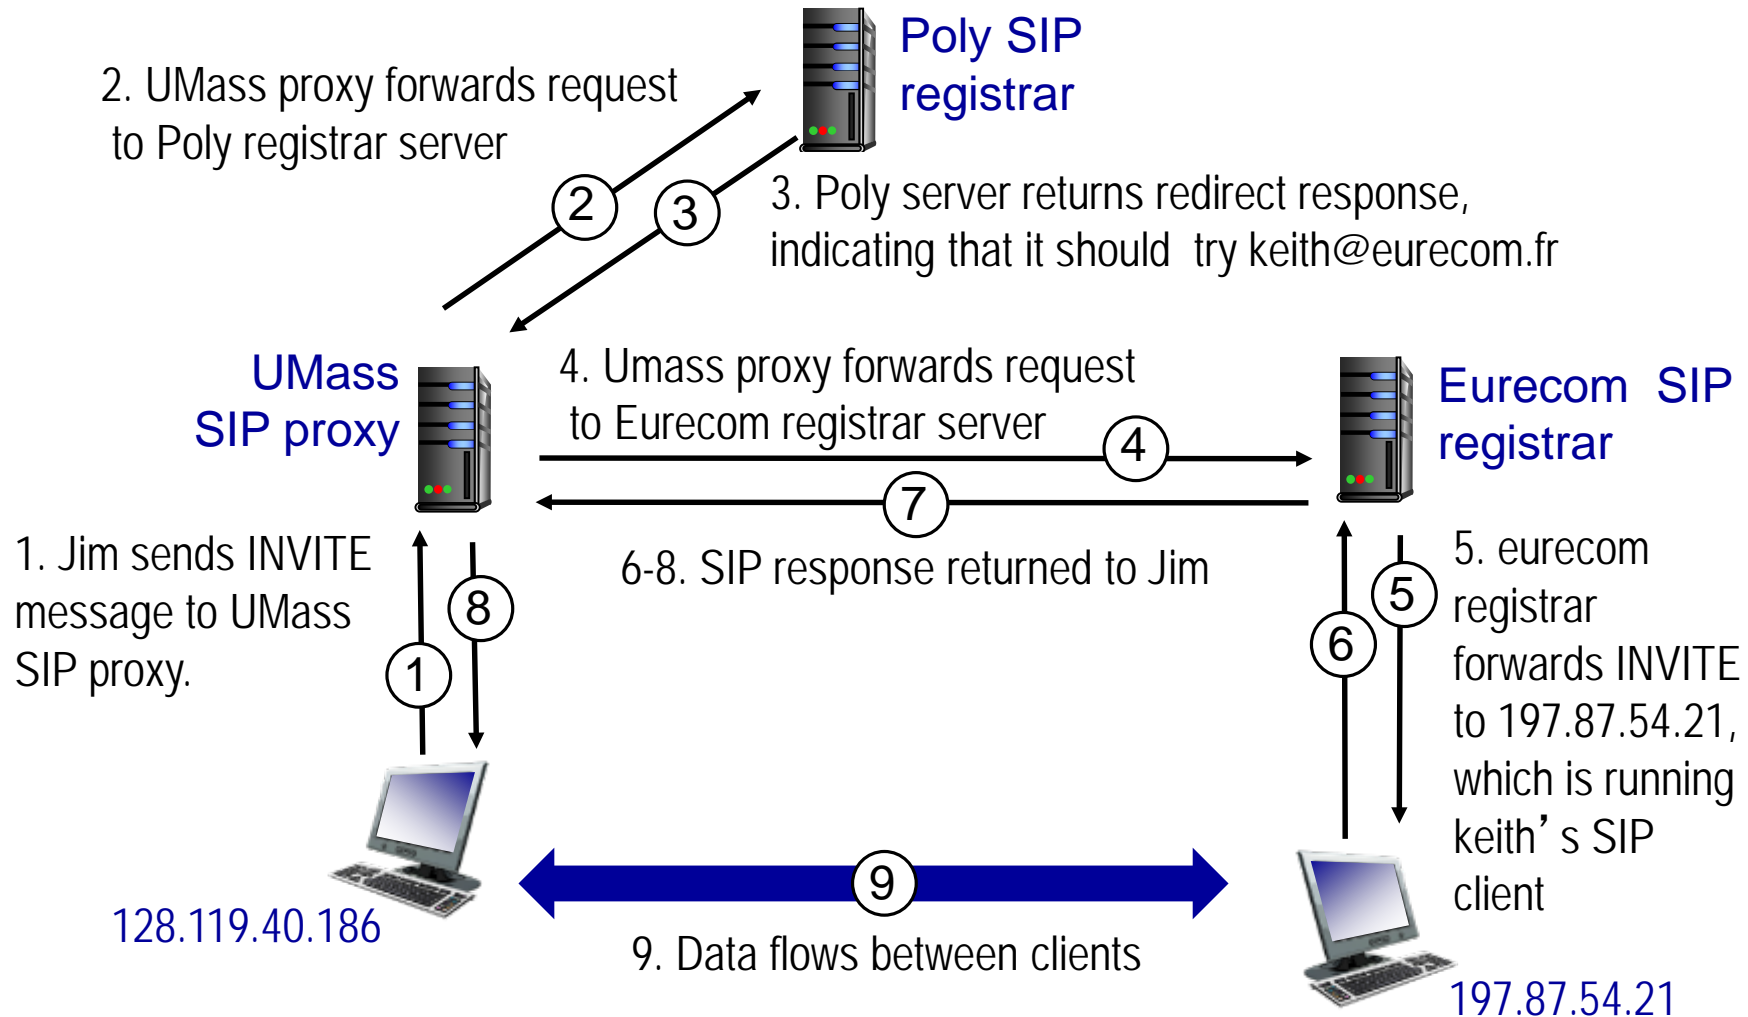 Poly SIP
registrar
2. UMass proxy forwards request
to Poly registrar server
2
3
3. Poly server returns redirect response,
indicating that it should try keith@eurecom.fr
UMass
SIP proxy
4. Umass proxy forwards request
to Eurecom registrar server
4
Eurecom SIP
registrar
7
1. Jim sends INVITE
message to UMass
SIP proxy.
8
1
6-8. SIP response returned to Jim
5
6
5. eurecom
registrar
forwards INVITE
to 197.87.54.21,
which is running
keith’s SIP
client
9
128.119.40.186
9. Data flows between clients
197.87.54.21